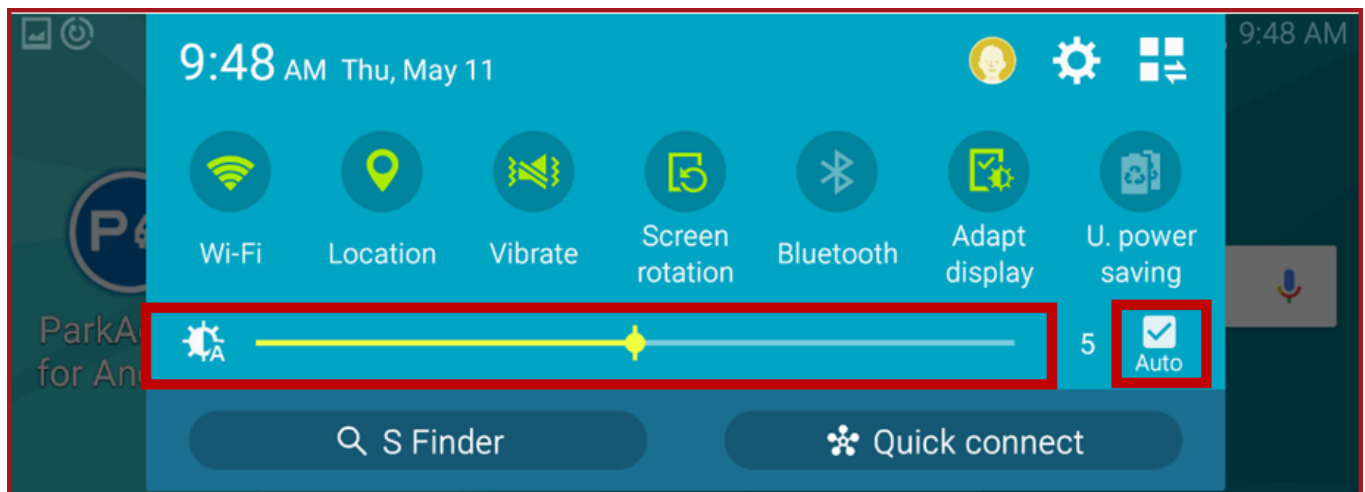 9:48 AM Thu, May 11
9:48 AM
Wi-Fi
Location
Vibrate
Screen
rotation
Bluetooth
Adapt
display
U. power
saving
P
ParkA
for An
A
5
Auto
S Finder
Quick connect